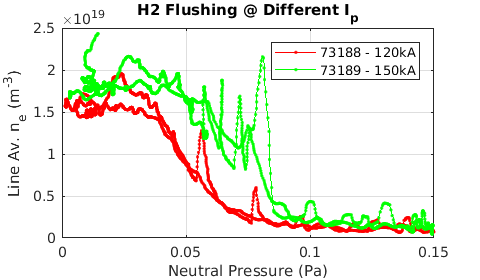 H2 Flushing @ Different I_p
×10^19
2.5
2
1.5
1
0.5
0
Line Av. n_e (m^-3)
73188 - 120kA
73189 - 150kA
0
0.05
0.1
0.15
Neutral Pressure (Pa)